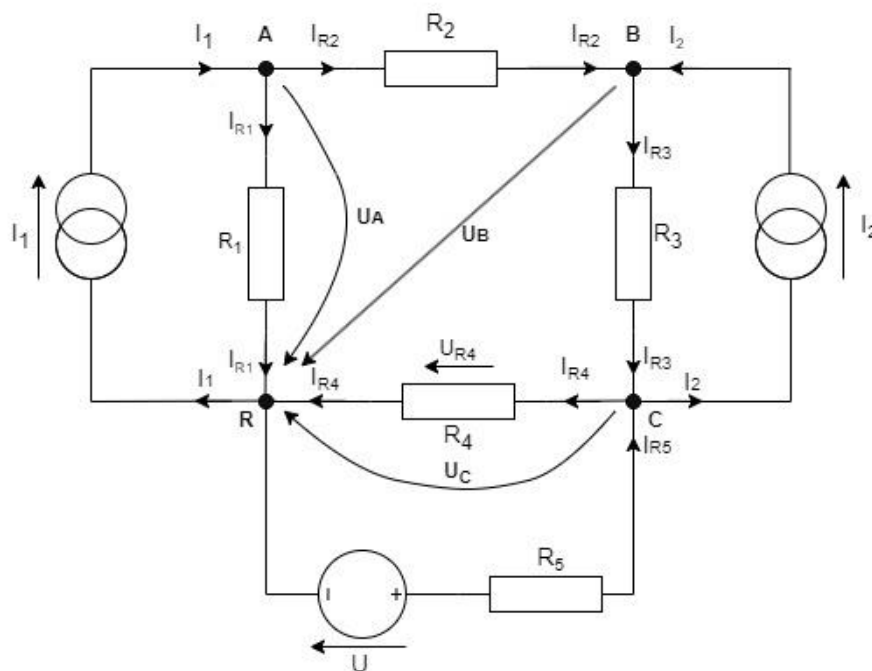 I1 A IR2 R2 IR2 B I2
IR1 IR3
I1 R1 UA UB R3 I2
IR1 UR4 IR3
I1 IR4 IR4 I2
R R4 C
UC IR5
R5
- +
U